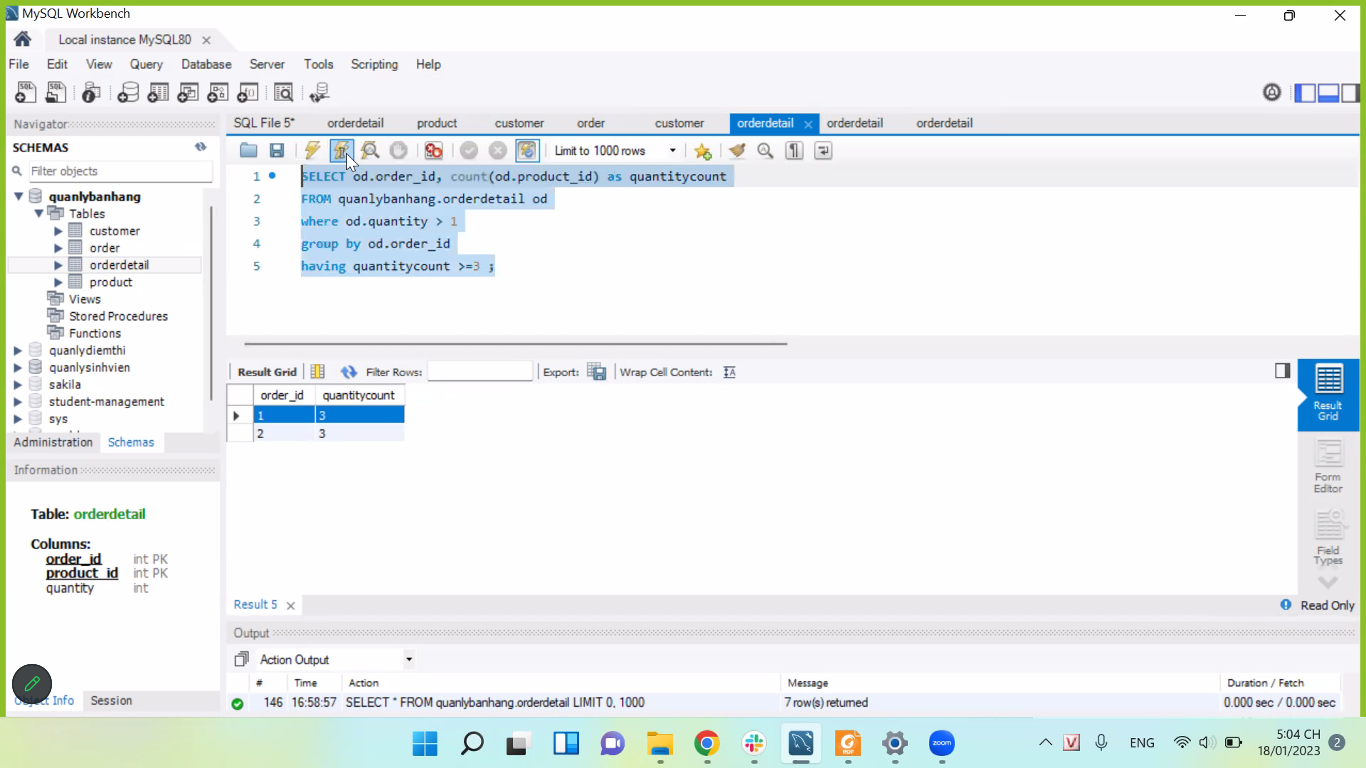 MySQL Workbench
Local instance MySQL80
File Edit View Query Database Server Tools Scripting Help
Navigator
SCHEMAS
Filter objects
quanlybanhang
Tables
customer
order
orderdetail
product
Views
Stored Procedures
Functions
quanlydiemthi
quanlysinhvien
sakila
student-management
sys
Administration Schemas
Information
Table: orderdetail
Columns:
order_id int PK
product_id int PK
quantity int
Object Info Session
SQL File 5* orderdetail product customer order customer orderdetail orderdetail orderdetail
Limit to 1000 rows
1 SELECT od.order_id, count(od.product_id) as quantitycount
2 FROM quanlybanhang.orderdetail od
3 where od.quantity > 1
4 group by od.order_id
5 having quantitycount >=3 ;
Result Grid Filter Rows: Export: Wrap Cell Content:
order_id quantitycount
1 3
2 3
Result Grid
Form Editor
Field Types
Result 5
Read Only
Output
Action Output
# Time Action Message Duration / Fetch
146 16:58:57 SELECT * FROM quanlybanhang.orderdetail LIMIT 0, 1000 7 row(s) returned 0.000 sec / 0.000 sec
zoom
ENG
5:04 CH
18/01/2023
2